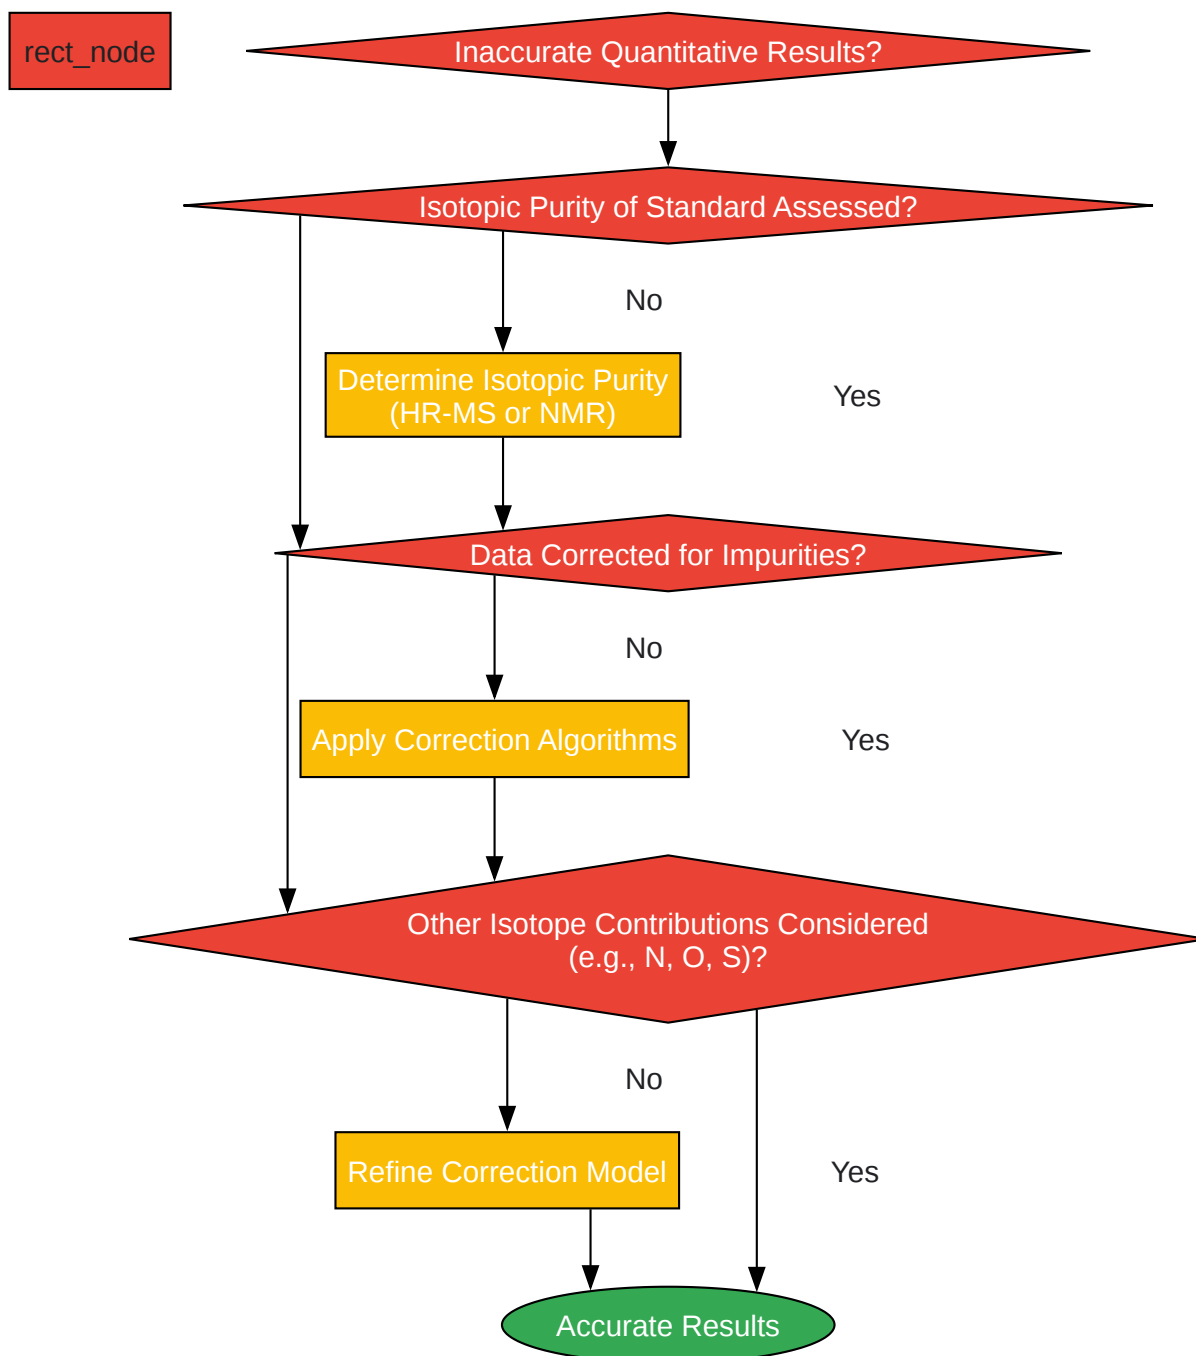 rect_node
Inaccurate Quantitative Results?
Isotopic Purity of Standard Assessed?
No
Determine Isotopic Purity
(HR-MS or NMR)
Yes
Data Corrected for Impurities?
No
Apply Correction Algorithms
Yes
Other Isotope Contributions Considered
(e.g., N, O, S)?
No
Refine Correction Model
Yes
Accurate Results